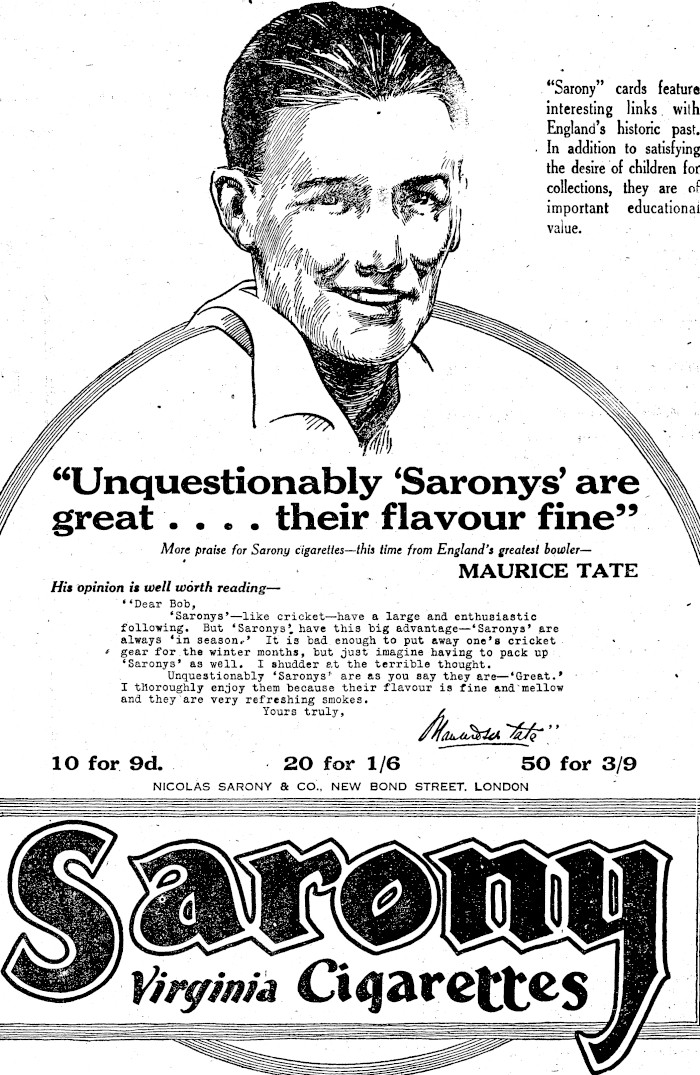 “Sarony” cards feature
interesting links with
England’s historic past.
In addition to satisfying
the desire of children for
collections, they are of
important educational
value.
“Unquestionably ‘Saronys’ are
great . . . . their flavour fine”
More praise for Sarony cigarettes—this time from England’s greatest bowler—
MAURICE TATE
His opinion is well worth reading—
“Dear Bob,
‘Saronys’—like cricket—have a large and enthusiastic
following. But ‘Saronys’ have this big advantage—‘Saronys’ are
always ‘in season.’ It is bad enough to put away one’s cricket
gear for the winter months, but just imagine having to pack up
‘Saronys’ as well. I shudder at the terrible thought.
Unquestionably ‘Saronys’ are as you say they are—‘Great.’
I thoroughly enjoy them because their flavour is fine and mellow
and they are very refreshing smokes.
Yours truly,
Maurice Tate”
10 for 9d. 20 for 1/6 50 for 3/9
NICOLAS SARONY & CO., NEW BOND STREET, LONDON
Sarony
Virginia Cigarettes